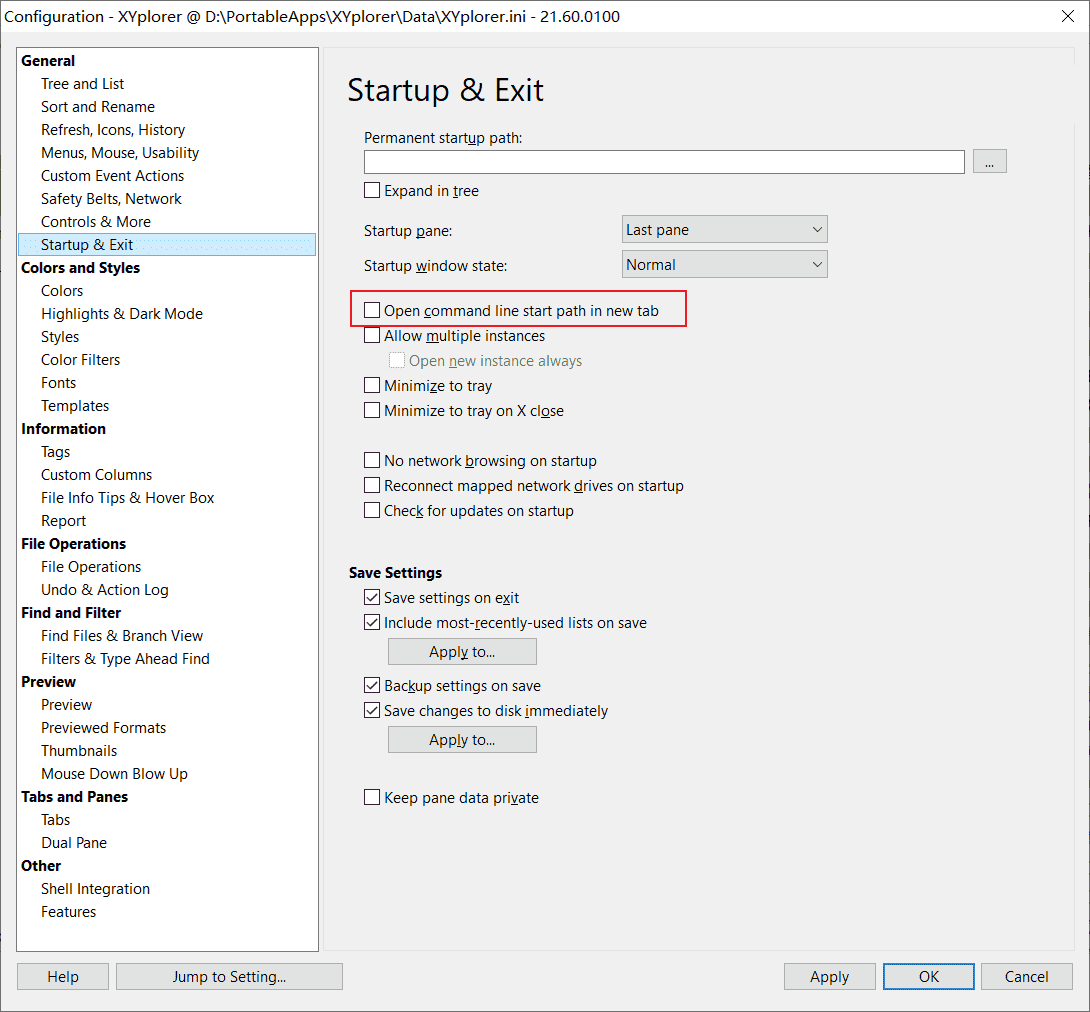 Configuration - XYplorer @ D:\PortableApps\XYplorer\Data\XYplorer.ini - 21.60.0100
General
Tree and List
Sort and Rename
Refresh, Icons, History
Menus, Mouse, Usability
Custom Event Actions
Safety Belts, Network
Controls & More
Startup & Exit
Colors and Styles
Colors
Highlights & Dark Mode
Styles
Color Filters
Fonts
Templates
Information
Tags
Custom Columns
File Info Tips & Hover Box
Report
File Operations
File Operations
Undo & Action Log
Find and Filter
Find Files & Branch View
Filters & Type Ahead Find
Preview
Preview
Previewed Formats
Thumbnails
Mouse Down Blow Up
Tabs and Panes
Tabs
Dual Pane
Other
Shell Integration
Features
Startup & Exit
Permanent startup path:
...
Expand in tree
Startup pane:
Last pane
Startup window state:
Normal
Open command line start path in new tab
Allow multiple instances
Open new instance always
Minimize to tray
Minimize to tray on X close
No network browsing on startup
Reconnect mapped network drives on startup
Check for updates on startup
Save Settings
Save settings on exit
Include most-recently-used lists on save
Apply to...
Backup settings on save
Save changes to disk immediately
Apply to...
Keep pane data private
Help
Jump to Setting...
Apply
OK
Cancel